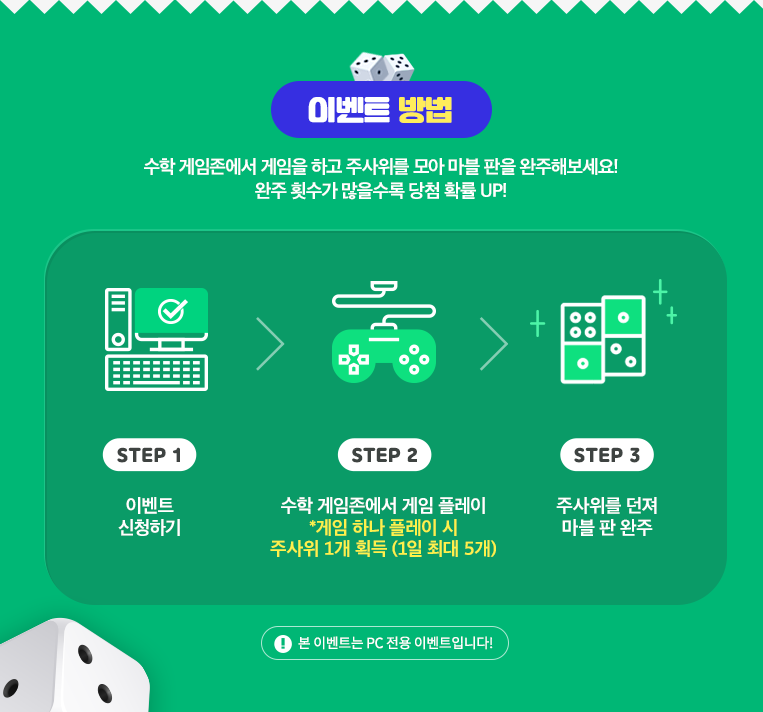 이벤트 방법
수학 게임존에서 게임을 하고 주사위를 모아 마블 판을 완주해보세요!
완주 횟수가 많을수록 당첨 확률 UP!
STEP 1
이벤트
신청하기
STEP 2
수학 게임존에서 게임 플레이
*게임 하나 플레이 시
주사위 1개 획득 (1일 최대 5개)
STEP 3
주사위를 던져
마블 판 완주
! 본 이벤트는 PC 전용 이벤트입니다!